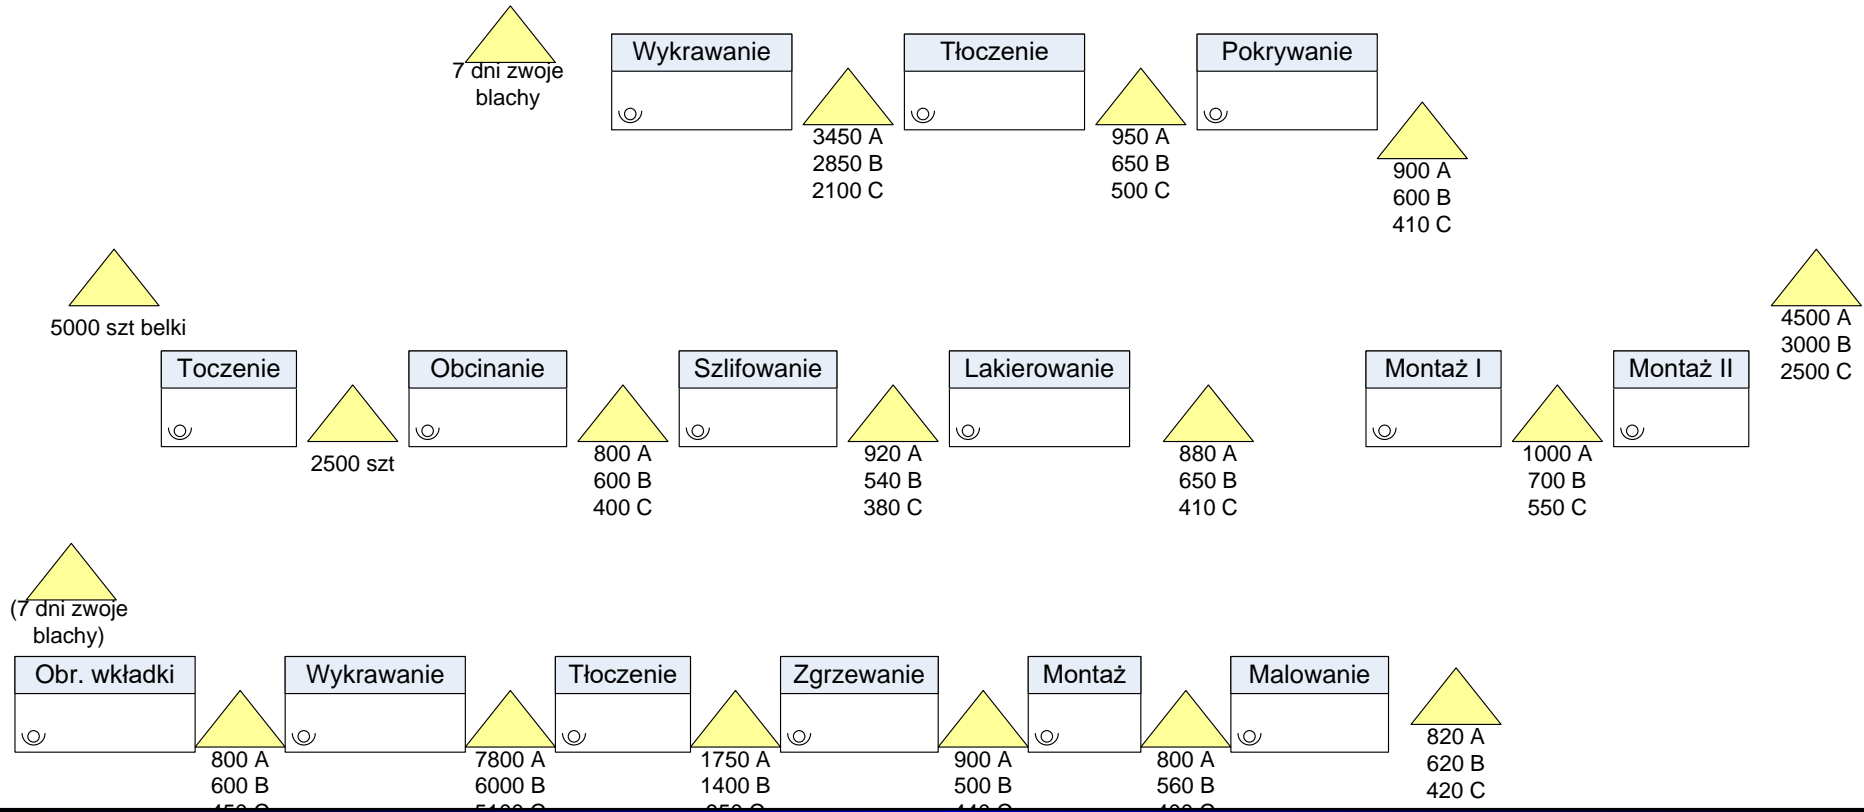 7 dni zwoje
blachy
Wykrawanie
3450 A
2850 B
2100 C
Tłoczenie
950 A
650 B
500 C
Pokrywanie
900 A
600 B
410 C
5000 szt belki
Toczenie
2500 szt
Obcinanie
800 A
600 B
400 C
Szlifowanie
920 A
540 B
380 C
Lakierowanie
880 A
650 B
410 C
Montaż I
1000 A
700 B
550 C
Montaż II
4500 A
3000 B
2500 C
(7 dni zwoje
blachy)
Obr. wkładki
800 A
600 B
Wykrawanie
7800 A
6000 B
Tłoczenie
1750 A
1400 B
Zgrzewanie
900 A
500 B
Montaż
800 A
560 B
Malowanie
820 A
620 B
420 C